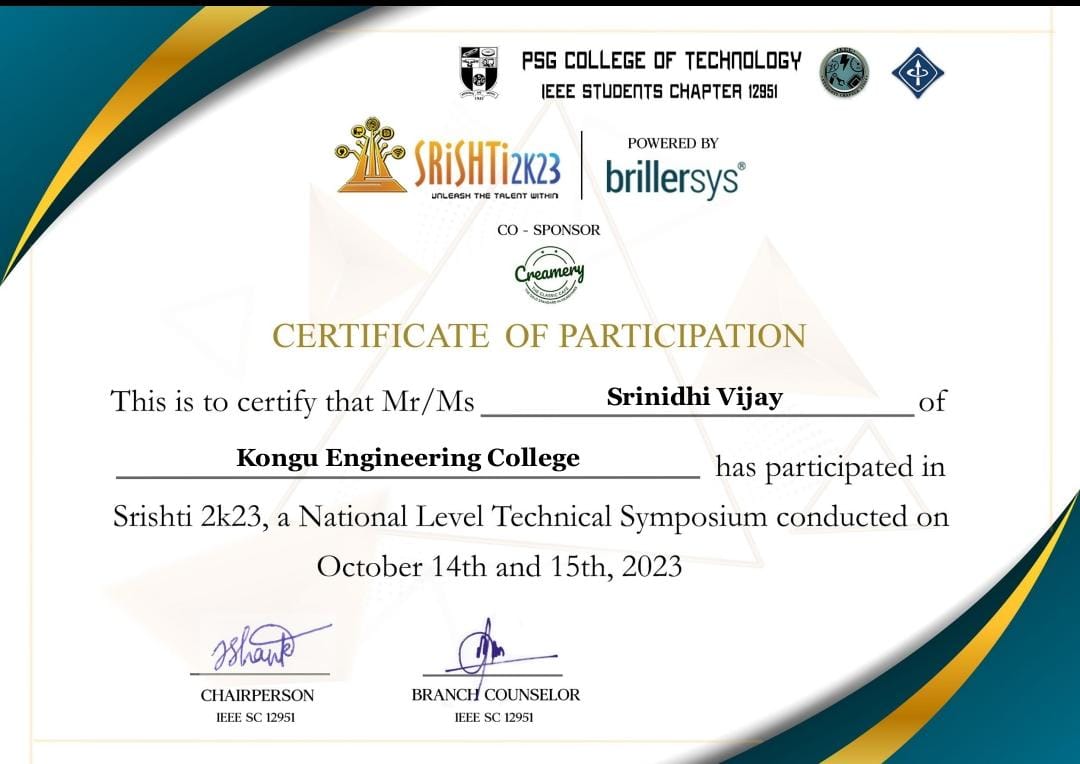 PSG COLLEGE OF TECHNOLOGY
IEEE STUDENTS CHAPTER 12951
SRiSHTi2K23
UNLEASH THE TALENT WITHIN
POWERED BY
brillersys®
CO - SPONSOR
Creamery
THE CLASSIC CAFE
CERTIFICATE OF PARTICIPATION
This is to certify that Mr/Ms Srinidhi Vijay of
Kongu Engineering College has participated in
Srishti 2k23, a National Level Technical Symposium conducted on
October 14th and 15th, 2023
CHAIRPERSON
IEEE SC 12951
BRANCH COUNSELOR
IEEE SC 12951